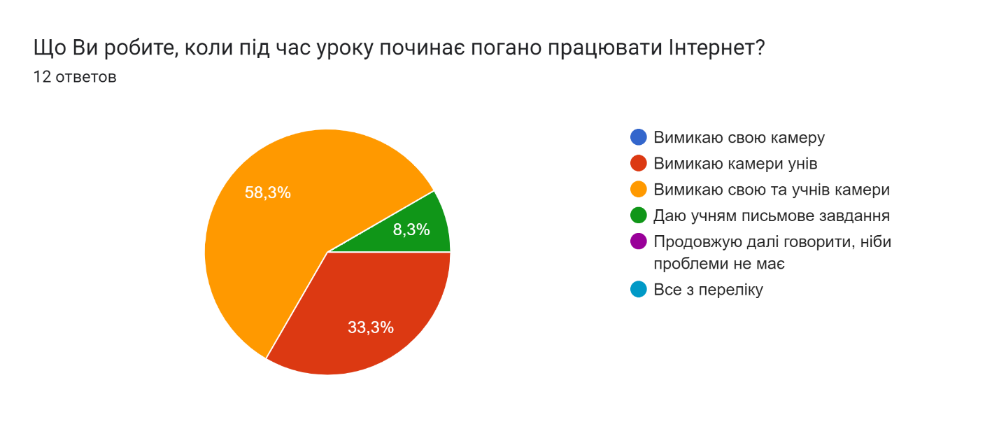 Що Ви робите, коли під час уроку починає погано працювати Інтернет?
12 ответов
58,3%
8,3%
33,3%
Вимикаю свою камеру
Вимикаю камери унів
Вимикаю свою та учнів камери
Даю учням письмове завдання
Продовжую далі говорити, ніби
проблеми не має
Все з переліку